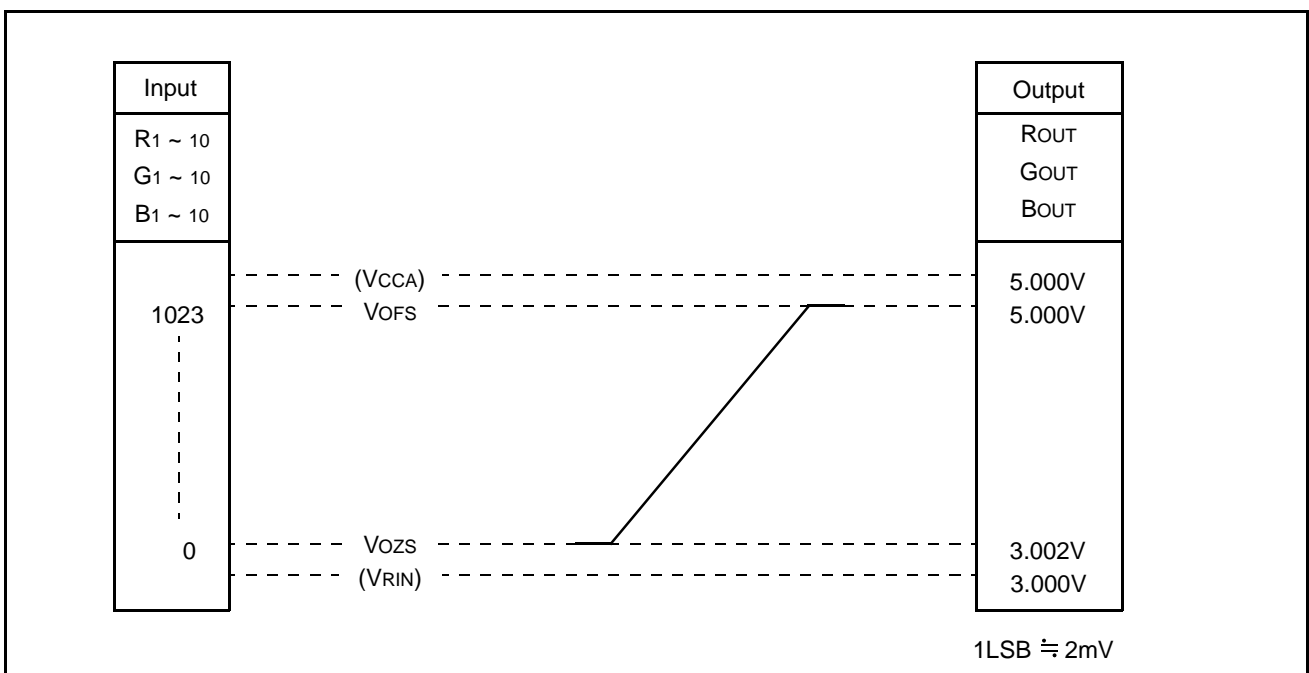 Input
R1 ~ 10
G1 ~ 10
B1 ~ 10
1023
0
(VCCA)
VOFS
VOZS
(VRIN)
Output
ROUT
GOUT
BOUT
5.000V
5.000V
3.002V
3.000V
1LSB ≒ 2mV